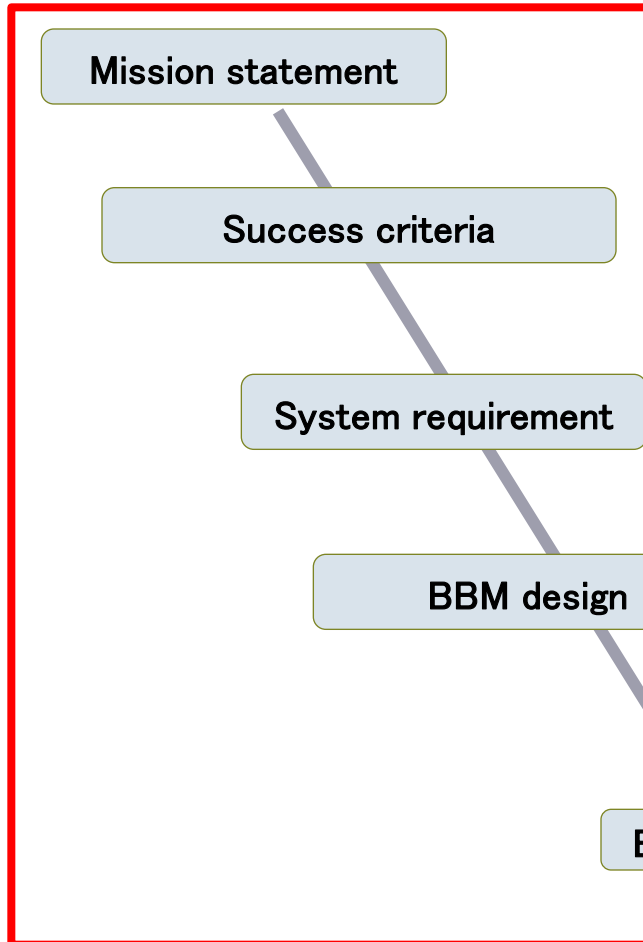 Mission statement
Success criteria
System requirement
BBM design